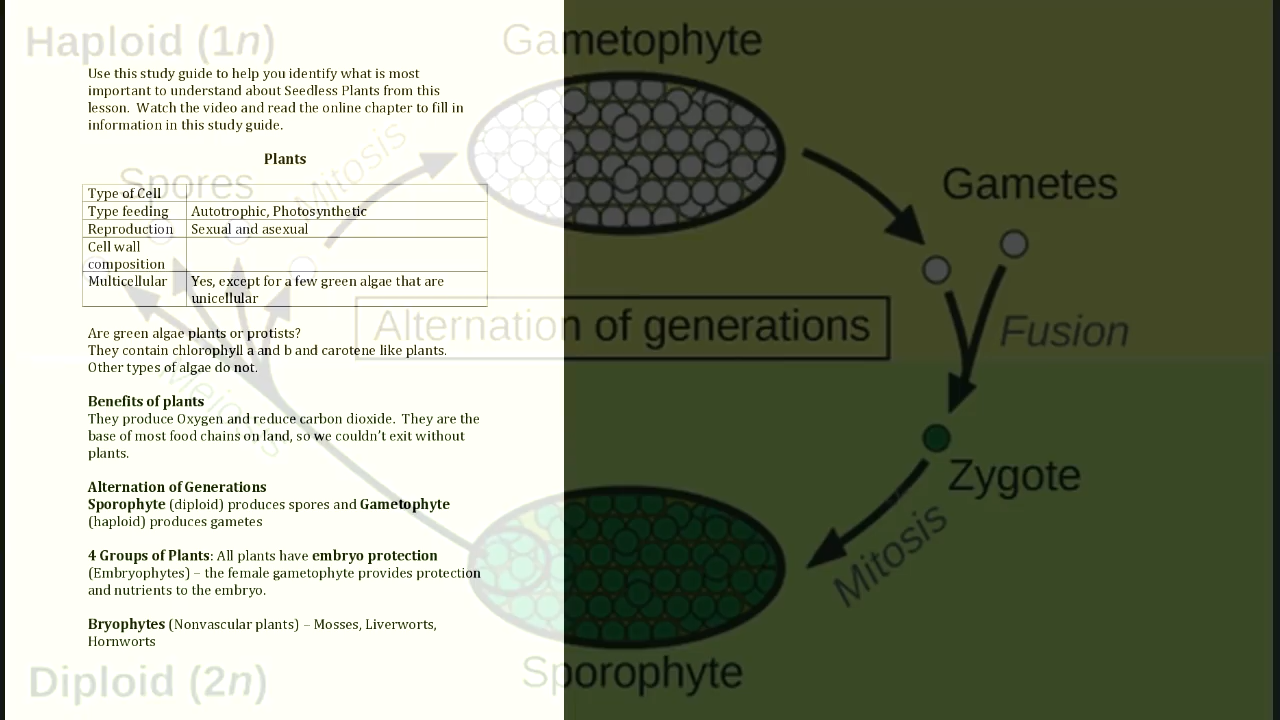 Haploid (1n)
Gametophyte
Use this study guide to help you identify what is most
important to understand about Seedless Plants from this
lesson. Watch the video and read the online chapter to fill in
information in this study guide.
Plants
Mitosis
Spores
Gametes
Type of Cell
Type feeding Autotrophic, Photosynthetic
Reproduction Sexual and asexual
Cell wall
composition
Multicellular Yes, except for a few green algae that are
unicellular
Alternation of generations
Fusion
Are green algae plants or protists?
They contain chlorophyll a and b and carotene like plants.
Other types of algae do not.
Meiosis
Benefits of plants
They produce Oxygen and reduce carbon dioxide. They are the
base of most food chains on land, so we couldn't exit without
plants.
Zygote
Alternation of Generations
Sporophyte (diploid) produces spores and Gametophyte
(haploid) produces gametes
Mitosis
4 Groups of Plants: All plants have embryo protection
(Embryophytes) – the female gametophyte provides protection
and nutrients to the embryo.
Bryophytes (Nonvascular plants) – Mosses, Liverworts,
Hornworts
Sporophyte
Diploid (2n)